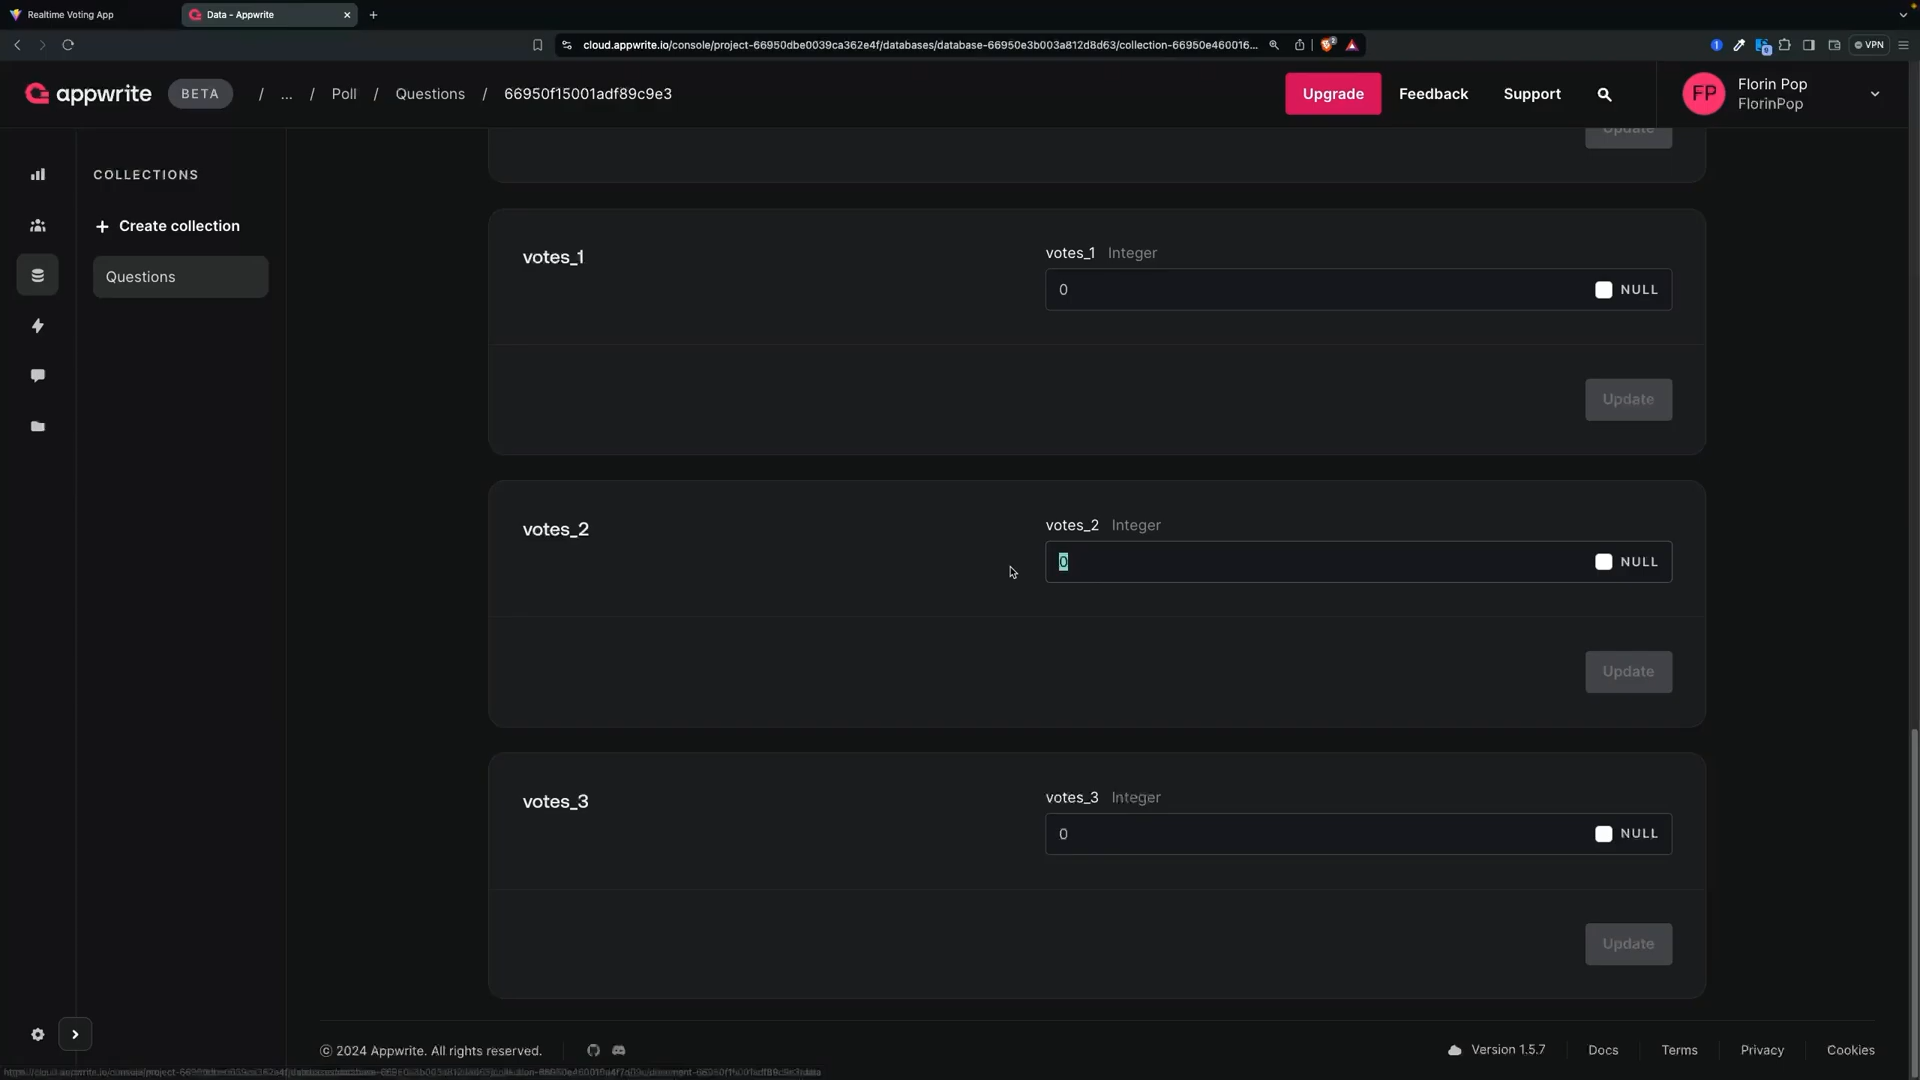 Realtime Voting App
Data - Appwrite
cloud.appwrite.io/console/project-66950dbe0039ca362e4f/databases/database-66950e3b003a812d8d63/collection-66950e460016...
VPN
appwrite BETA / ... / Poll / Questions / 66950f15001adf89c9e3
Upgrade Feedback Support
FP Florin Pop
FlorinPop
COLLECTIONS
Create collection
Questions
Update
votes_1
votes_1 Integer
0 NULL
Update
votes_2
votes_2 Integer
0 NULL
Update
votes_3
votes_3 Integer
0 NULL
Update
© 2024 Appwrite. All rights reserved.
Version 1.5.7 Docs Terms Privacy Cookies